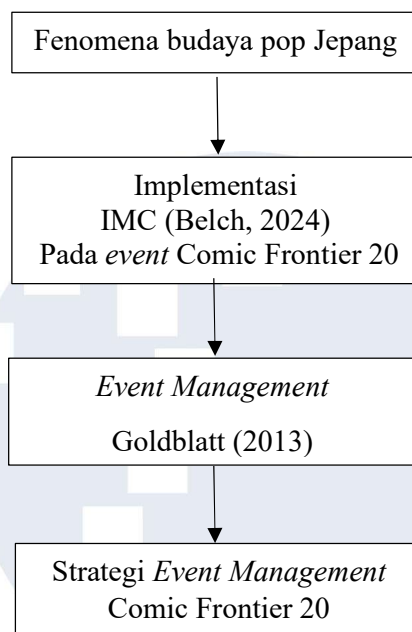 Fenomena budaya pop Jepang
Implementasi
IMC (Belch, 2024)
Pada event Comic Frontier 20
Event Management
Goldblatt (2013)
Strategi Event Management
Comic Frontier 20